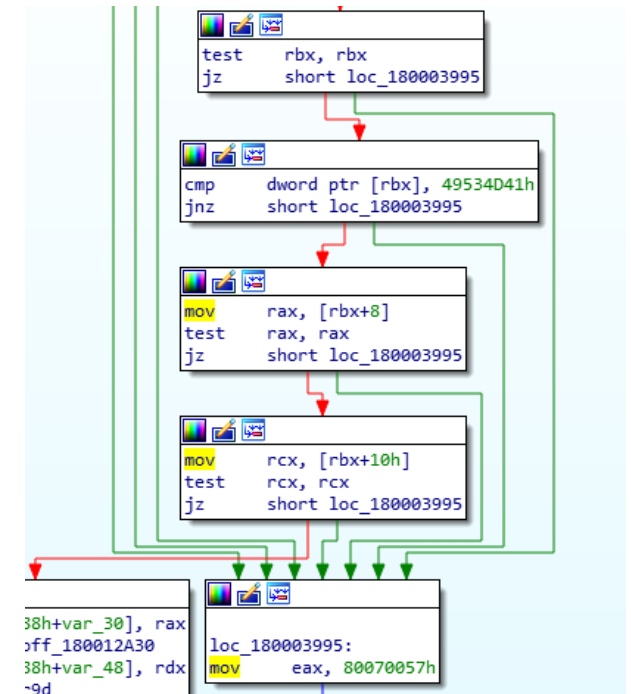 test rbx, rbx
jz short loc_180003995
cmp dword ptr [rbx], 49534D41h
jnz short loc_180003995
mov rax, [rbx+8]
test rax, rax
jz short loc_180003995
mov rcx, [rbx+10h]
test rcx, rcx
jz short loc_180003995
38h+var_30], rax
off_180012A30
38h+var_48], rdx
r9d
loc_180003995:
mov eax, 80070057h